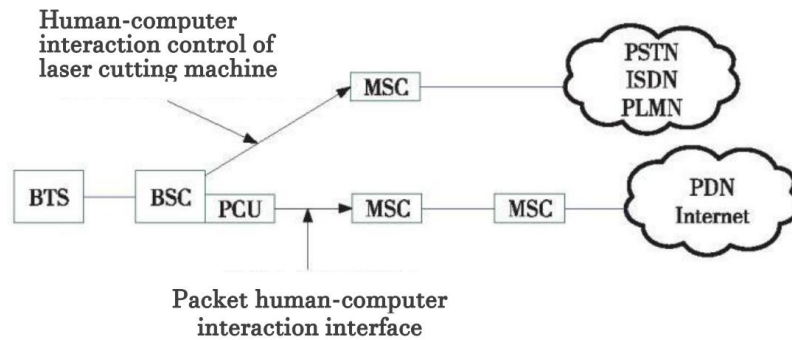 Human-computer
interaction control of
laser cutting machine
MSC
PSTN
ISDN
PLMN
BTS
BSC
PCU
MSC
MSC
PDN
Internet
Packet human-computer
interaction interface